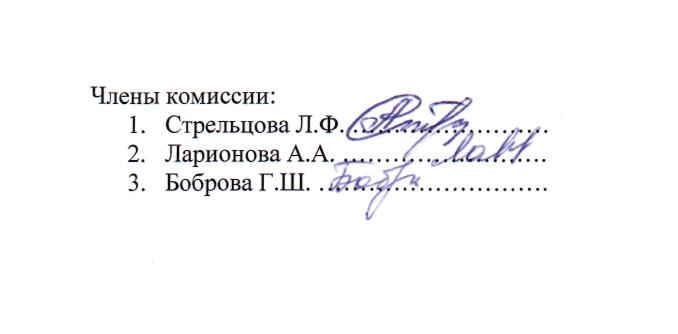 Члены комиссии:
1. Стрельцова Л.Ф. ………………………
2. Ларионова А.А. ………………………
3. Боброва Г.Ш. ………………………